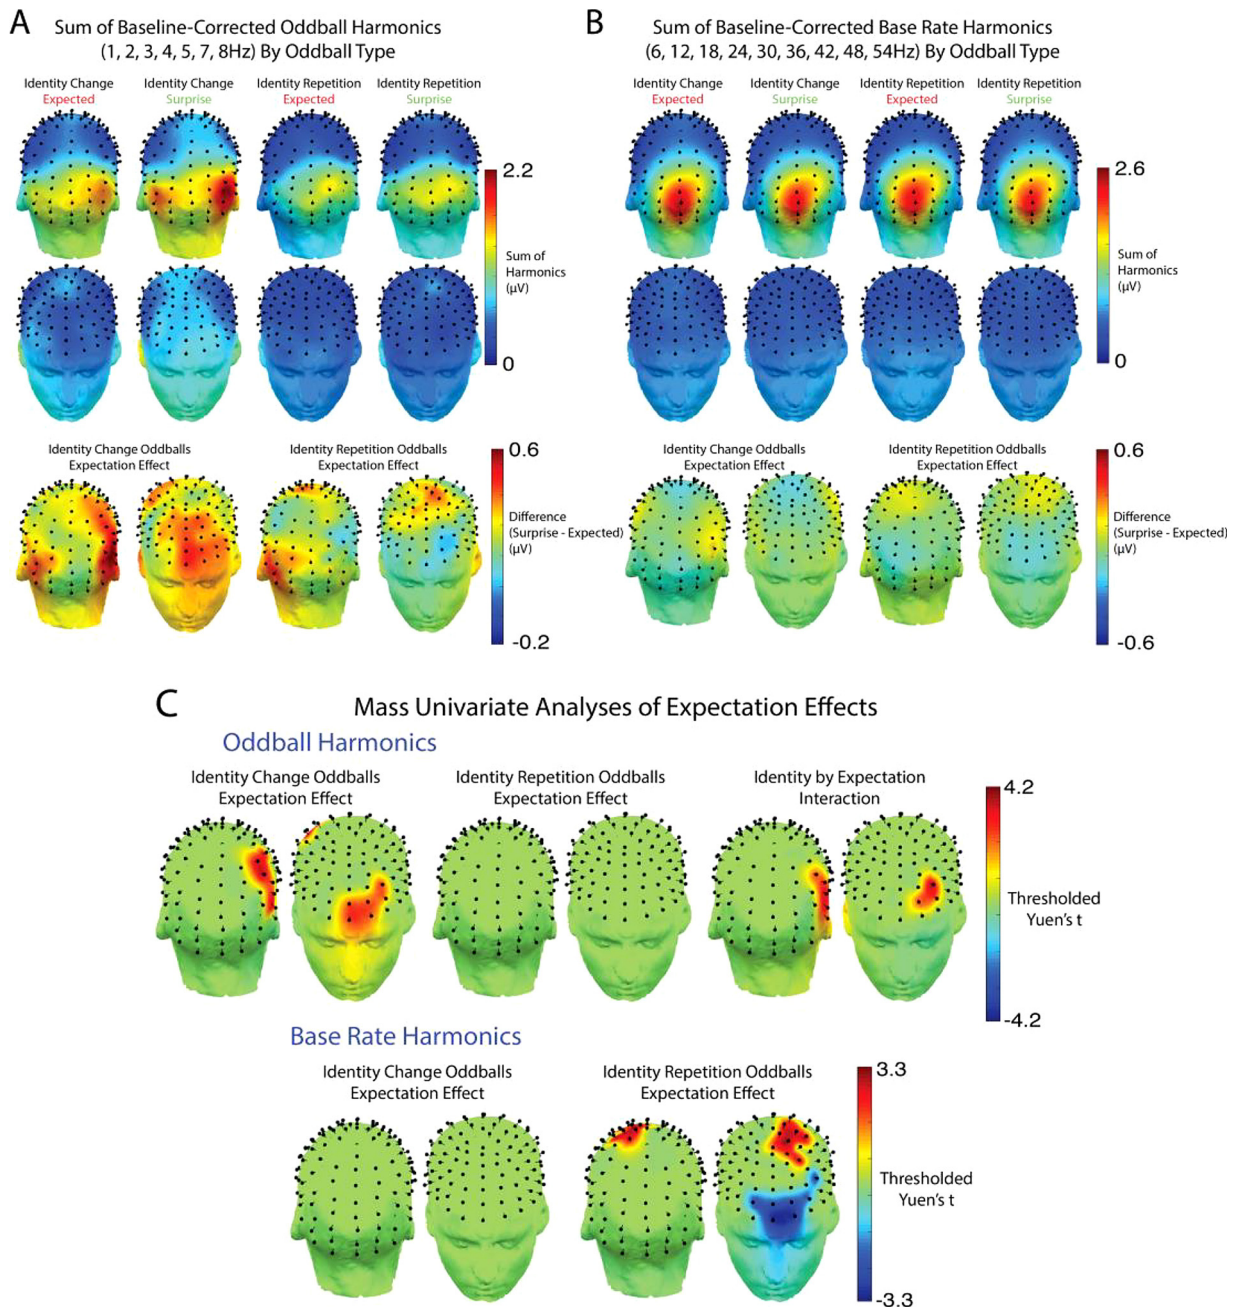 A
Sum of Baseline-Corrected Oddball Harmonics
(1, 2, 3, 4, 5, 7, 8Hz) By Oddball Type
Identity Change
Expected
Identity Change
Surprise
Identity Repetition
Expected
Identity Repetition
Surprise
2.2
Sum of
Harmonics
(µV)
0
Identity Change Oddballs
Expectation Effect
Identity Repetition Oddballs
Expectation Effect
0.6
Difference
(Surprise - Expected)
(µV)
-0.2
B
Sum of Baseline-Corrected Base Rate Harmonics
(6, 12, 18, 24, 30, 36, 42, 48, 54Hz) By Oddball Type
Identity Change
Expected
Identity Change
Surprise
Identity Repetition
Expected
Identity Repetition
Surprise
2.6
Sum of
Harmonics
(µV)
0
Identity Change Oddballs
Expectation Effect
Identity Repetition Oddballs
Expectation Effect
0.6
Difference
(Surprise - Expected)
(µV)
-0.6
C
Mass Univariate Analyses of Expectation Effects
Oddball Harmonics
Identity Change Oddballs
Expectation Effect
Identity Repetition Oddballs
Expectation Effect
Identity by Expectation
Interaction
4.2
Thresholded
Yuen's t
-4.2
Base Rate Harmonics
Identity Change Oddballs
Expectation Effect
Identity Repetition Oddballs
Expectation Effect
3.3
Thresholded
Yuen's t
-3.3